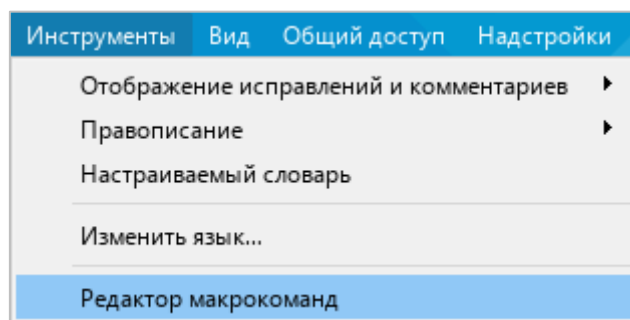 Инструменты Вид Общий доступ Надстройки
Отображение исправлений и комментариев
Правописание
Настраиваемый словарь
Изменить язык...
Редактор макрокоманд